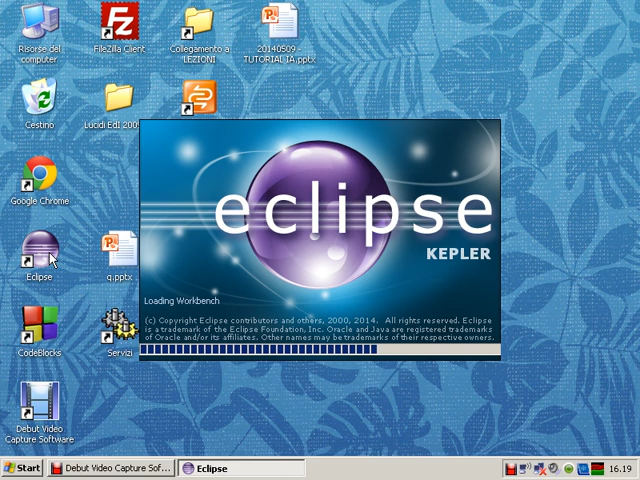 Risorse del
computer
FileZilla Client
Collegamento a
LEZIONI
20140509 -
TUTORIAL IA.pptx
Cestino
Lucidi EdI 2005
Google Chrome
Eclipse
q.pptx
CodeBlocks
Servizi
Debut Video
Capture Software
eclipse
KEPLER
Loading Workbench
(c) Copyright Eclipse contributors and others, 2000, 2014. All rights reserved. Eclipse
is a trademark of the Eclipse Foundation, Inc. Oracle and Java are registered trademarks
of Oracle and/or its affiliates. Other names may be trademarks of their respective owners.
Start
Debut Video Capture Sof...
Eclipse
16.19